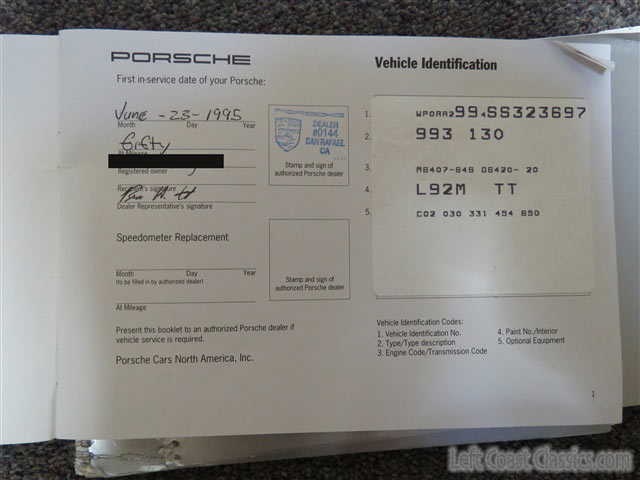 PORSCHE
Vehicle Identification
First in-service date of your Porsche:
June - 23 - 1995
Month Day Year
fifty
At Mileage
Registered owner
Recipient's signature
Dealer Representative's signature
PORSCHE
DEALER
#0144
SAN RAFAEL
CA
Stamp and sign of
authorized Porsche dealer
Speedometer Replacement
Month Day Year
(to be filled in by authorized dealer)
At Mileage
Stamp and sign of
authorized Porsche dealer
Present this booklet to an authorized Porsche dealer if
vehicle service is required.
Porsche Cars North America, Inc.
1. WP0AA2994SS323697
2. 993 130
3. M6407-64S G6420- 20
4. L92M TT
5. C02 030 331 454 650
Vehicle Identification Codes:
1. Vehicle Identification No.
2. Type/Type description
3. Engine Code/Transmission Code
4. Paint No./Interior
5. Optional Equipment
1
Left Coast Classics.com